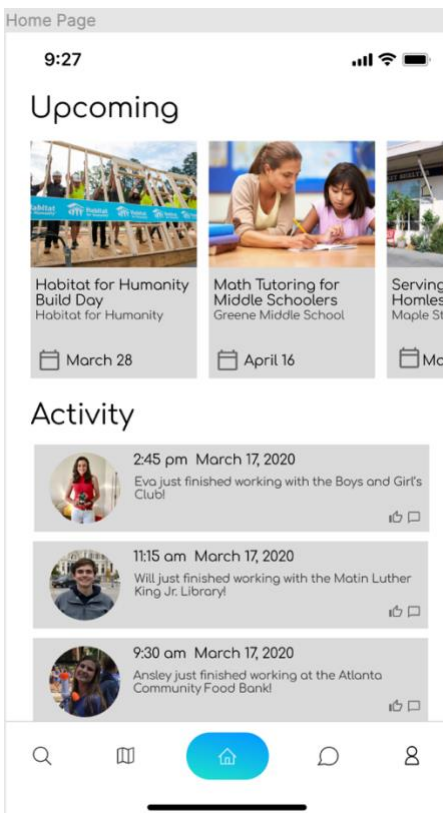 Home Page
9:27
Upcoming
Habitat for Humanity
Build Day
Habitat for Humanity
March 28
Math Tutoring for
Middle Schoolers
Greene Middle School
April 16
Serving
Homles
Maple St
Ma
Activity
2:45 pm March 17, 2020
Eva just finished working with the Boys and Girl's
Club!
11:15 am March 17, 2020
Will just finished working with the Matin Luther
King Jr. Library!
9:30 am March 17, 2020
Ansley just finished working at the Atlanta
Community Food Bank!